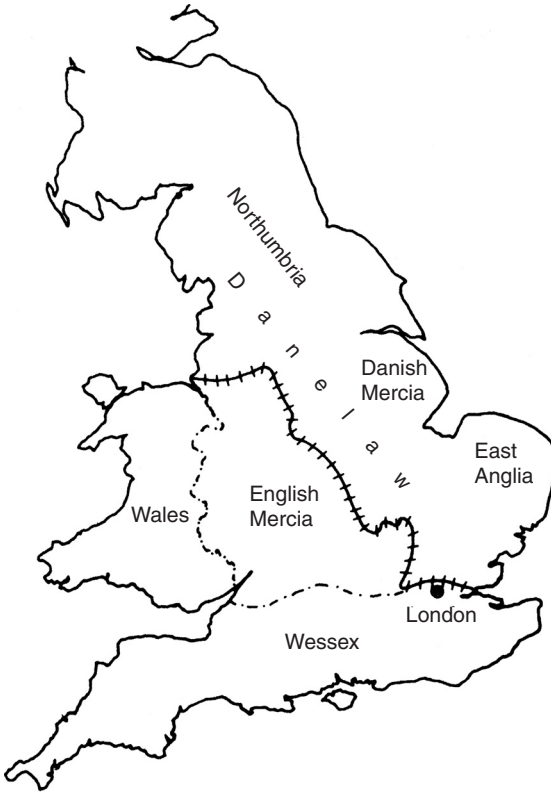 Northumbria
Danelaw
Danish
Mercia
East
Anglia
English
Mercia
Wales
London
Wessex